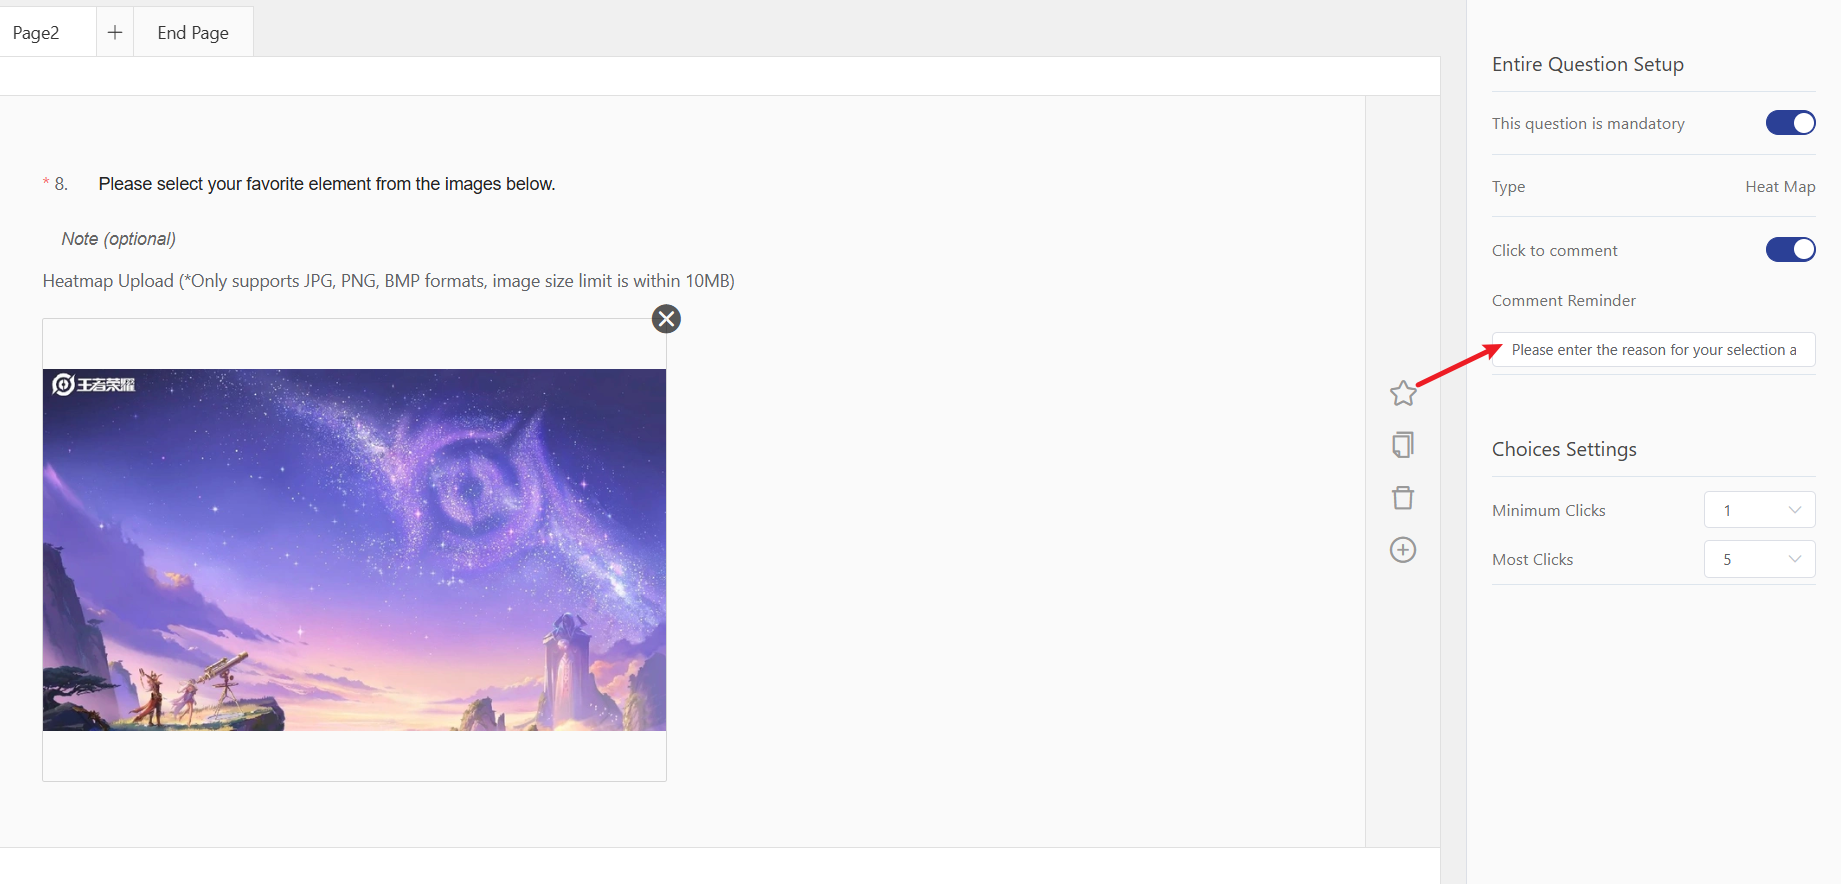 Page2
+
End Page
* 8. Please select your favorite element from the images below.
Note (optional)
Heatmap Upload (*Only supports JPG, PNG, BMP formats, image size limit is within 10MB)
王者荣耀
Entire Question Setup
This question is mandatory
Type Heat Map
Click to comment
Comment Reminder
Please enter the reason for your selection a
Choices Settings
Minimum Clicks 1
Most Clicks 5